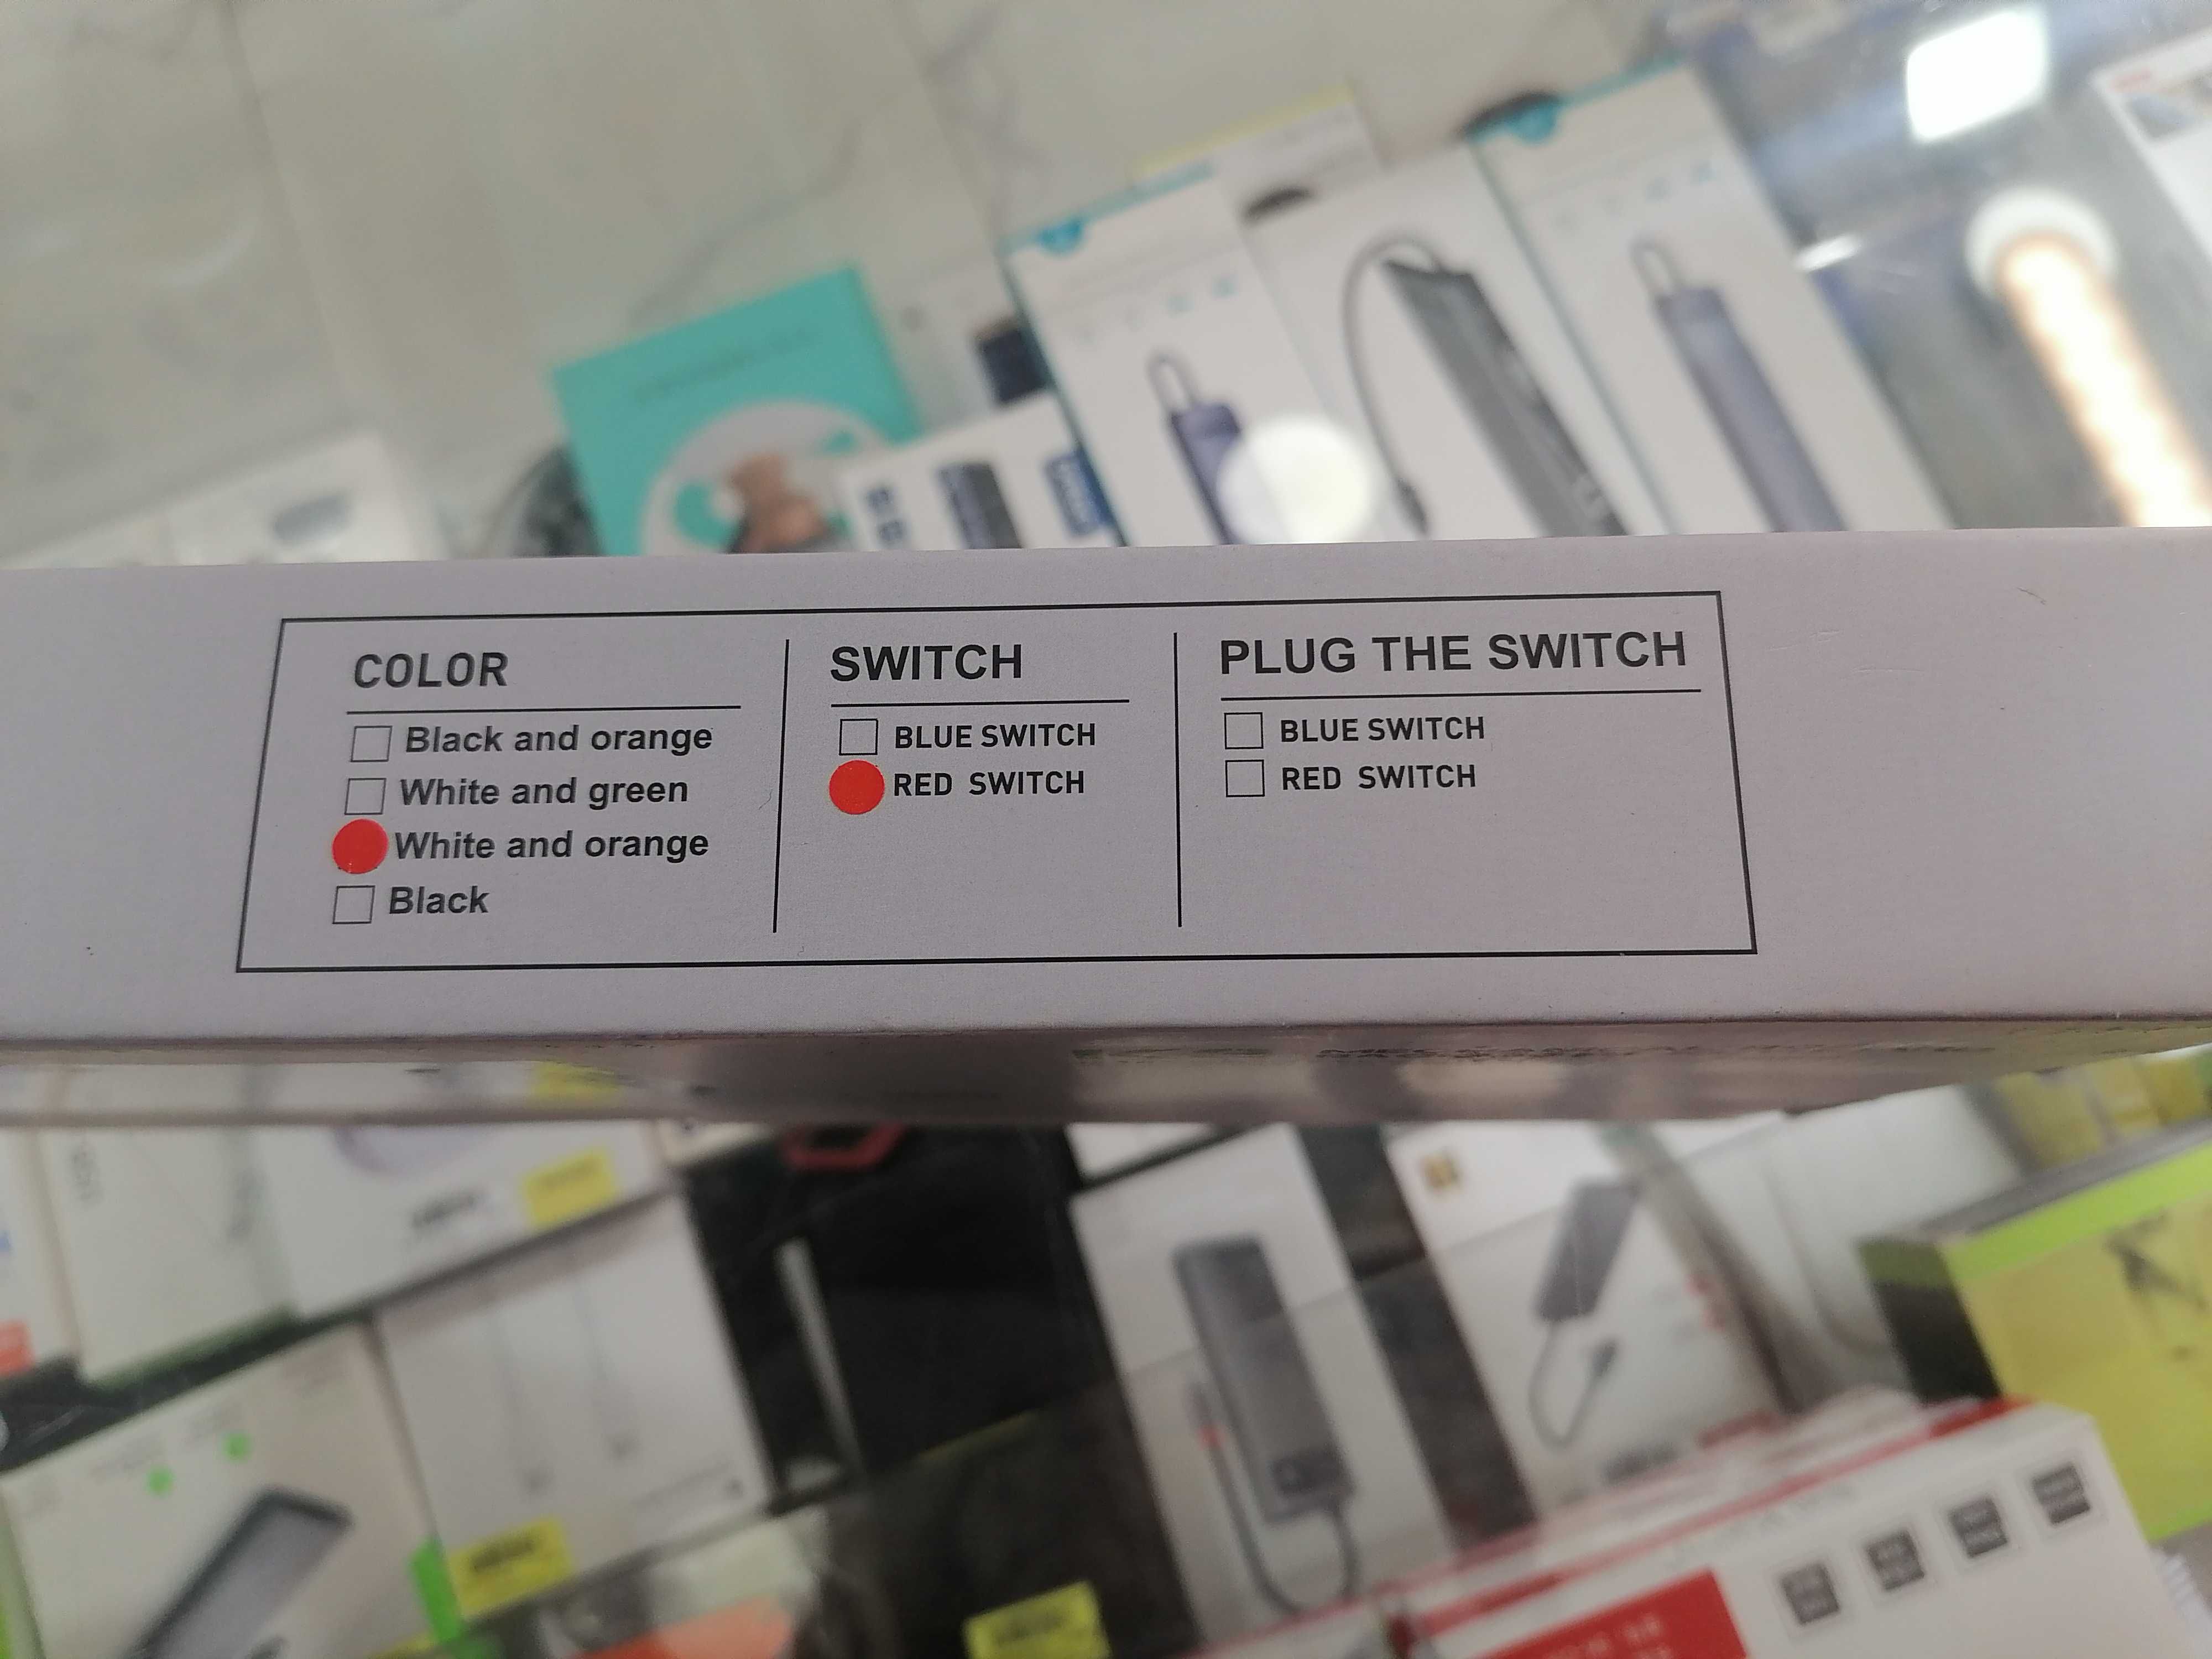 COLOR
Black and orange
White and green
White and orange
Black
SWITCH
BLUE SWITCH
RED SWITCH
PLUG THE SWITCH
BLUE SWITCH
RED SWITCH